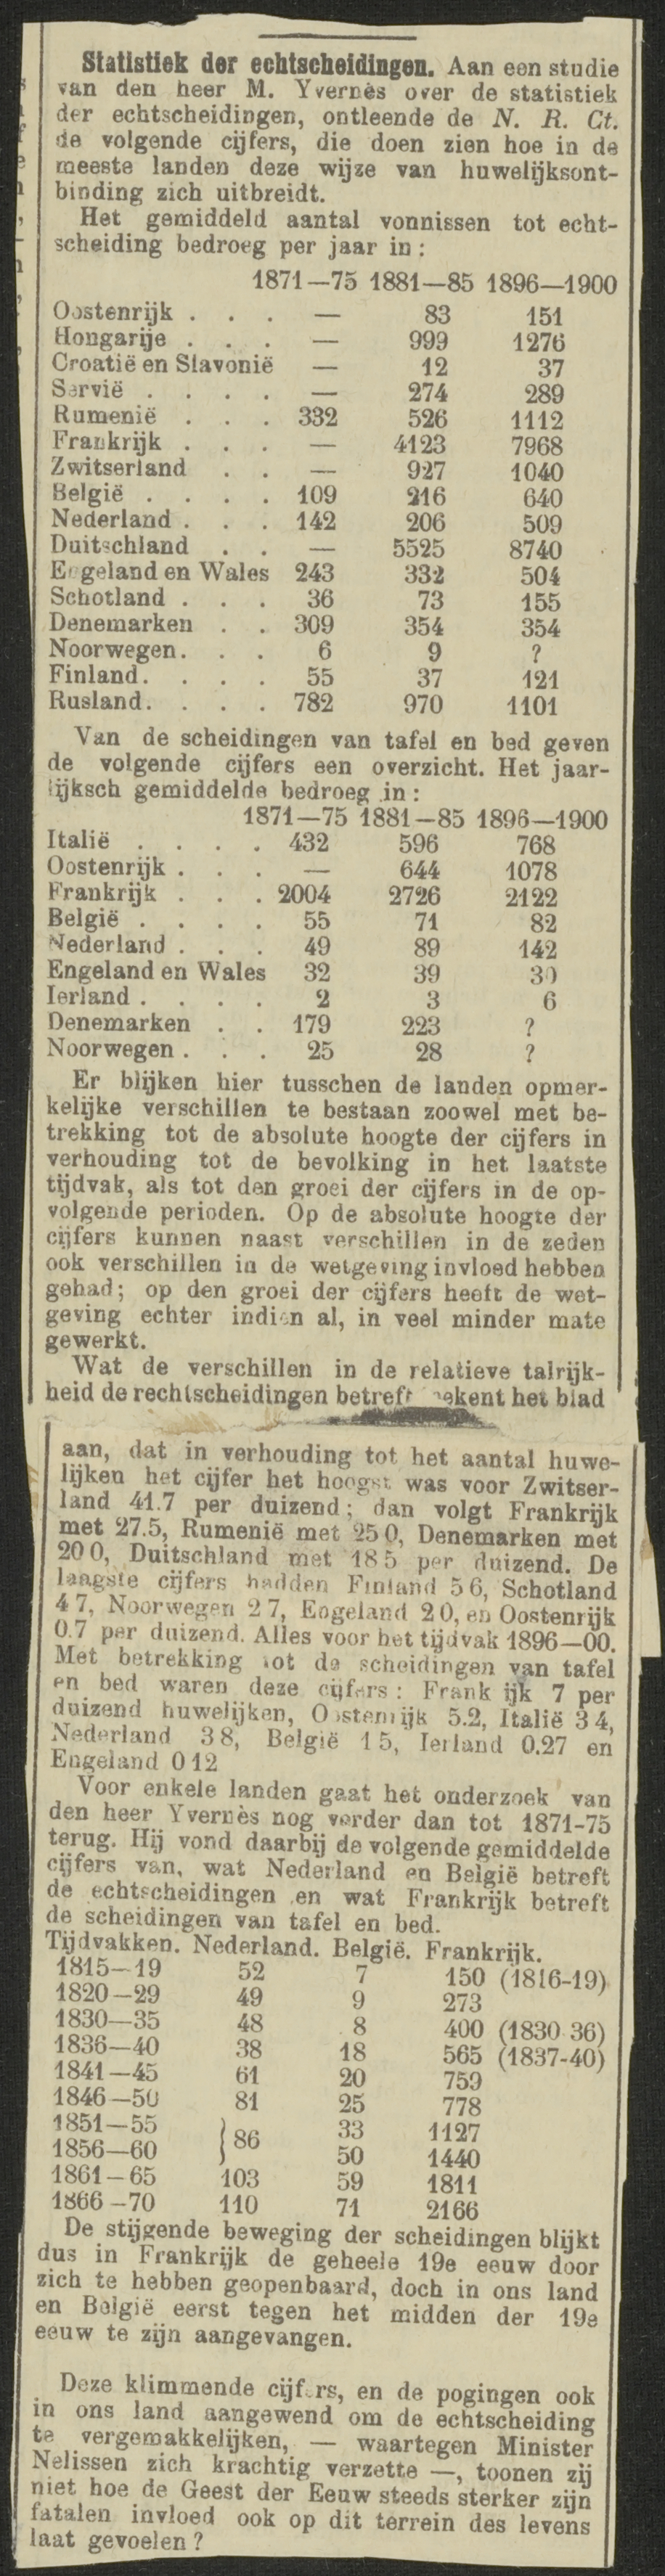 Statistiek der echtscheidingen. Aan een studie
van den heer M. Yvernès over de statistiek
der echtscheidingen, ontleende de N. R. Ct.
de volgende cijfers, die doen zien hoe in de
meeste landen deze wijze van huwelijksont-
binding zich uitbreidt.
Het gemiddeld aantal vonnissen tot echt-
scheiding bedroeg per jaar in :
1871—75 1881—85 1896—1900
Oostenrijk . . . — 83 151
Hongarije . . . — 999 1276
Croatië en Slavonië — 12 37
Servië . . . . — 274 289
Rumenië . . . 332 526 1112
Frankrijk . . . — 4123 7968
Zwitserland . . — 927 1040
België . . . . 109 216 640
Nederland . . . 142 206 509
Duitschland . . — 5525 8740
Engeland en Wales 243 332 504
Schotland . . . 36 73 155
Denemarken . . 309 354 354
Noorwegen . . . 6 9 ?
Finland . . . . 55 37 121
Rusland . . . . 782 970 1101
Van de scheidingen van tafel en bed geven
de volgende cijfers een overzicht. Het jaar-
lijksch gemiddelde bedroeg in :
1871—75 1881—85 1896—1900
Italië . . . . 432 596 768
Oostenrijk . . . — 644 1078
Frankrijk . . . 2004 2726 2122
België . . . . 55 71 82
Nederland . . . 49 89 142
Engeland en Wales 32 39 30
Ierland . . . . 2 3 6
Denemarken . . 179 223 ?
Noorwegen . . . 25 28 ?
Er blijken hier tusschen de landen opmer-
kelijke verschillen te bestaan zoowel met be-
trekking tot de absolute hoogte der cijfers in
verhouding tot de bevolking in het laatste
tijdvak, als tot den groei der cijfers in de op-
volgende perioden. Op de absolute hoogte der
cijfers kunnen naast verschillen in de zeden
ook verschillen in de wetgeving invloed hebben
gehad; op den groei der cijfers heeft de wet-
geving echter indien al, in veel minder mate
gewerkt.
Wat de verschillen in de relatieve talrijk-
heid de rechtscheidingen betreft het blad
aan, dat in verhouding tot het aantal huwe-
lijken het cijfer het hoogst was voor Zwitser-
land 41.7 per duizend; dan volgt Frankrijk
met 27.5, Rumenië met 25 0, Denemarken met
20 0, Duitschland met 18 5 per duizend. De
laagste cijfers hadden Finland 5 6, Schotland
4 7, Noorwegen 2 7, Engeland 2 0, en Oostenrijk
0.7 per duizend. Alles voor het tijdvak 1896—00.
Met betrekking tot de scheidingen van tafel
en bed waren deze cijfers : Frank ijk 7 per
duizend huwelijken, Oostenrijk 5.2, Italië 3 4,
Nederland 3 8, België 1 5, Ierland 0.27 en
Engeland 0 12
Voor enkele landen gaat het onderzoek van
den heer Yvernès nog verder dan tot 1871-75
terug. Hij vond daarbij de volgende gemiddelde
cijfers van, wat Nederland en België betreft
de echtscheidingen en wat Frankrijk betreft
de scheidingen van tafel en bed.
Tijdvakken. Nederland. België. Frankrijk.
1815—19 52 7 150 (1816-19)
1820—29 49 9 273
1830—35 48 8 400 (1830 36)
1836—40 38 18 565 (1837-40)
1841—45 61 20 759
1846—50 81 25 778
1851—55 } 86 33 1127
1856—60 50 1440
1861—65 103 59 1811
1866—70 110 71 2166
De stijgende beweging der scheidingen blijkt
dus in Frankrijk de geheele 19e eeuw door
zich te hebben geopenbaard, doch in ons land
en België eerst tegen het midden der 19e
eeuw te zijn aangevangen.
Deze klimmende cijfers, en de pogingen ook
in ons land aangewend om de echtscheiding
te vergemakkelijken, — waartegen Minister
Nelissen zich krachtig verzette —, toonen zij
niet hoe de Geest der Eeuw steeds sterker zijn
fatalen invloed ook op dit terrein des levens
laat gevoelen ?